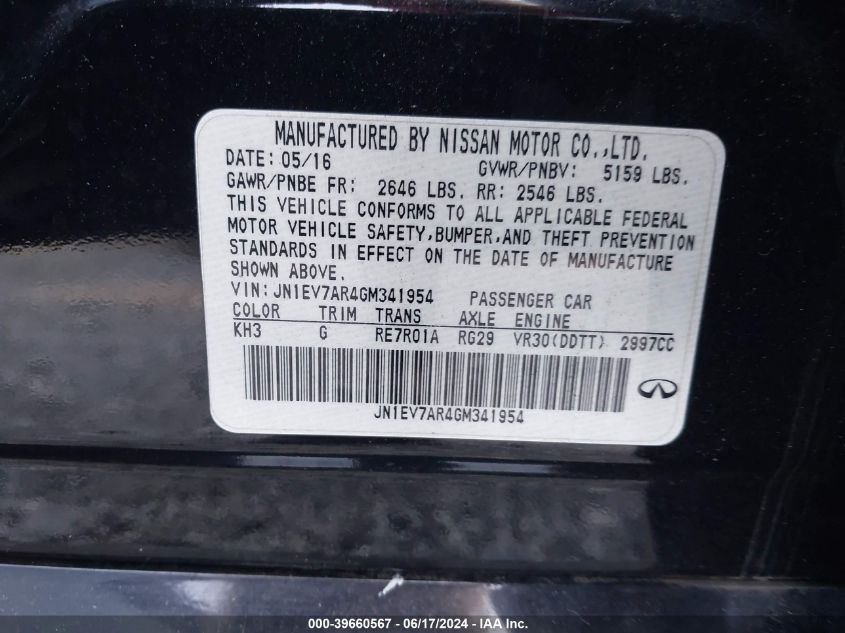 MANUFACTURED BY NISSAN MOTOR CO.,LTD.
DATE: 05/16 GVWR/PNBV: 5159 LBS.
GAWR/PNBE FR: 2646 LBS. RR: 2546 LBS.
THIS VEHICLE CONFORMS TO ALL APPLICABLE FEDERAL
MOTOR VEHICLE SAFETY,BUMPER,AND THEFT PREVENTION
STANDARDS IN EFFECT ON THE DATE OF MANUFACTURE
SHOWN ABOVE.
VIN: JN1EV7AR4GM341954 PASSENGER CAR
COLOR TRIM TRANS AXLE ENGINE
KH3 G RE7R01A RG29 VR30(DDTT) 2997CC
JN1EV7AR4GM341954
000-39660567 - 06/17/2024 - IAA Inc.